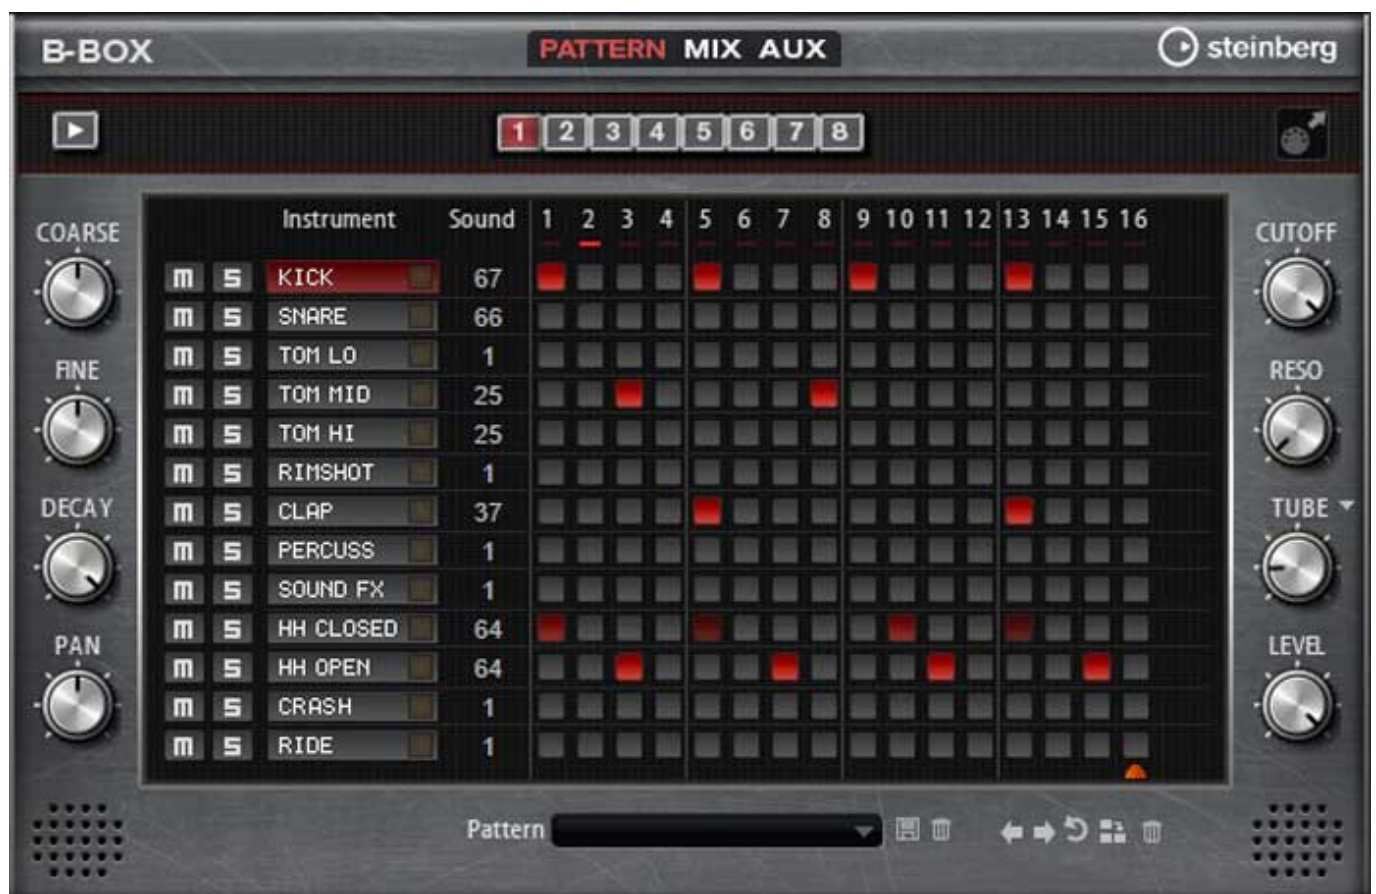 B-BOX PATTERN MIX AUX steinberg
1 2 3 4 5 6 7 8
COARSE
FINE
DECAY
PAN
Instrument Sound 1 2 3 4 5 6 7 8 9 10 11 12 13 14 15 16
m S KICK 67
m S SNARE 66
m S TOM LO 1
m S TOM MID 25
m S TOM HI 25
m S RIMSHOT 1
m S CLAP 37
m S PERCUSS 1
m S SOUND FX 1
m S HH CLOSED 64
m S HH OPEN 64
m S CRASH 1
m S RIDE 1
CUTOFF
RESO
TUBE
LEVEL
Pattern